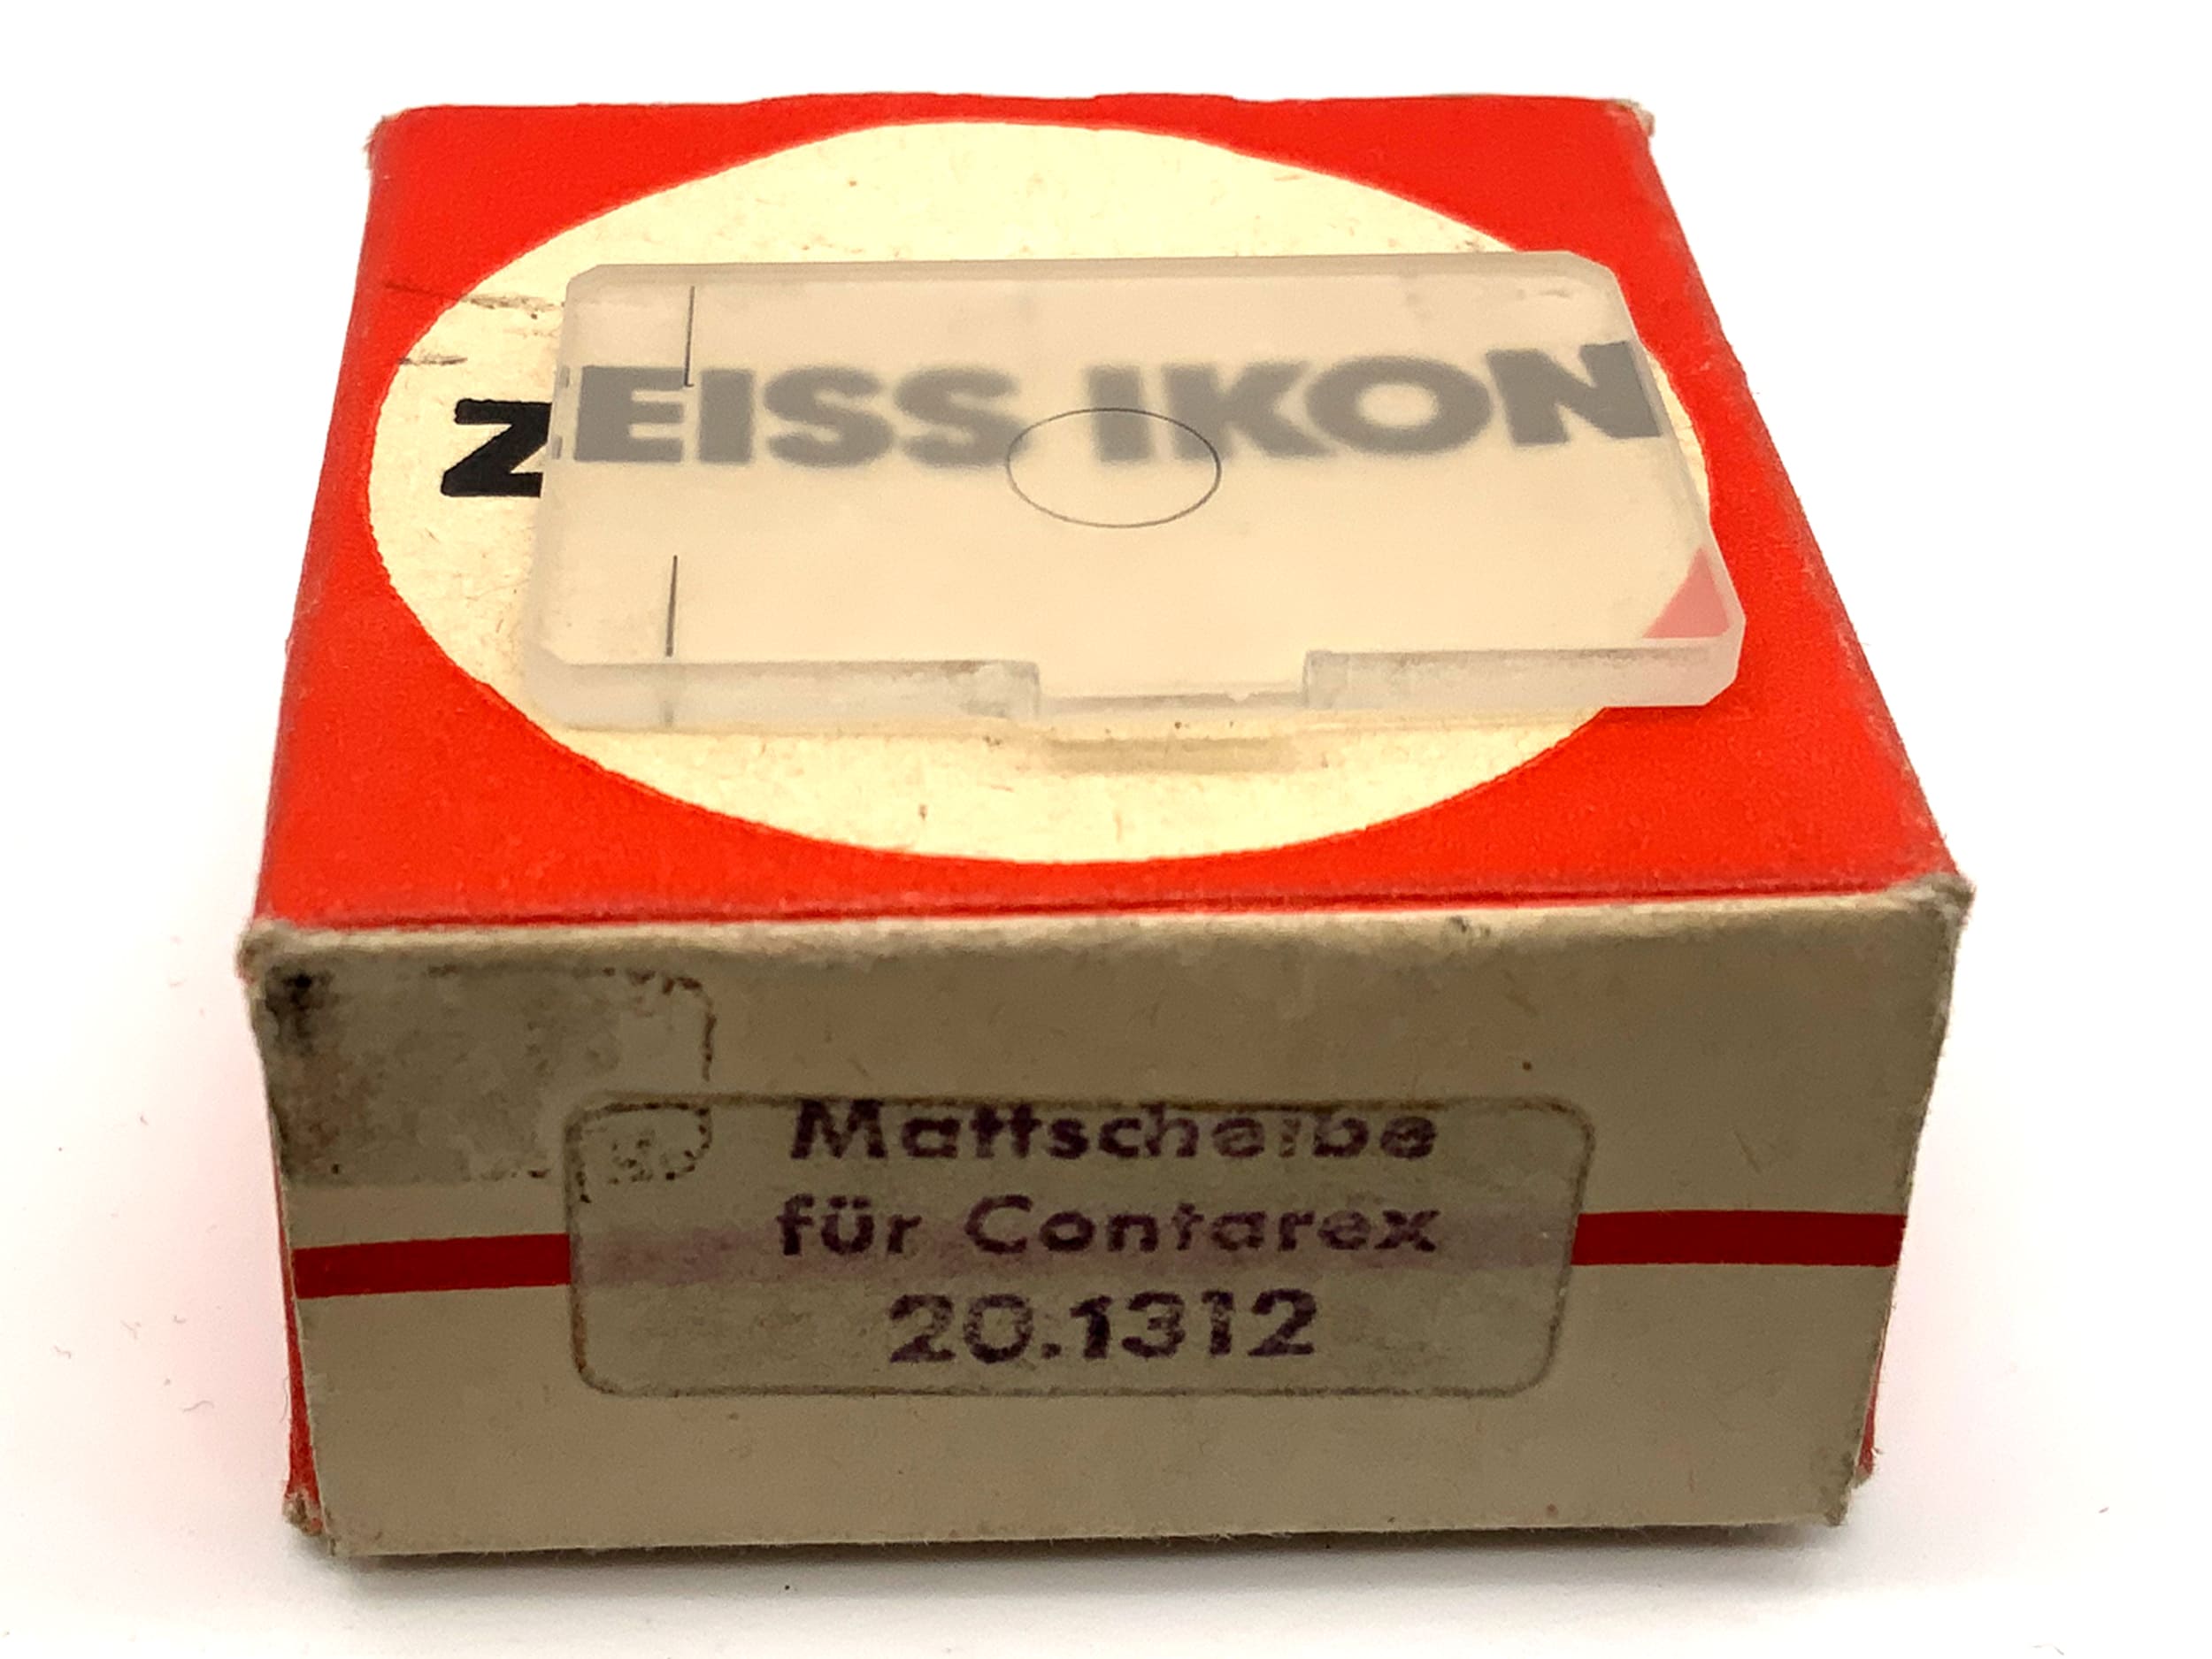 ZEISS IKON
Mattscheibe
für Contarex
20.1312